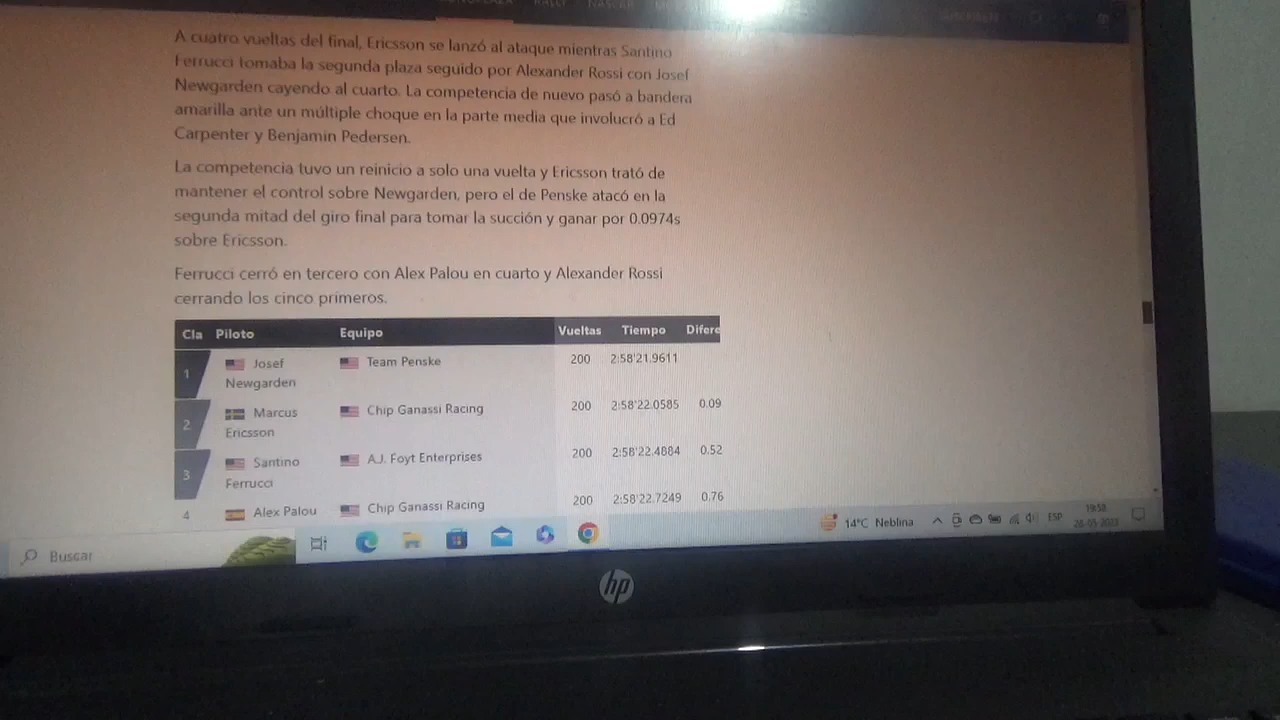 RALLY NASCAR
A cuatro vueltas del final, Ericsson se lanzó al ataque mientras Santino
Ferrucci tomaba la segunda plaza seguido por Alexander Rossi con Josef
Newgarden cayendo al cuarto. La competencia de nuevo pasó a bandera
amarilla ante un múltiple choque en la parte media que involucró a Ed
Carpenter y Benjamin Pedersen.
La competencia tuvo un reinicio a solo una vuelta y Ericsson trató de
mantener el control sobre Newgarden, pero el de Penske atacó en la
segunda mitad del giro final para tomar la succión y ganar por 0.0974s
sobre Ericsson.
Ferrucci cerró en tercero con Alex Palou en cuarto y Alexander Rossi
cerrando los cinco primeros.
Cla Piloto Equipo Vueltas Tiempo Difere
1 Josef Newgarden Team Penske 200 2:58'21.9611
2 Marcus Ericsson Chip Ganassi Racing 200 2:58'22.0585 0.09
3 Santino Ferrucci A.J. Foyt Enterprises 200 2:58'22.4884 0.52
4 Alex Palou Chip Ganassi Racing 200 2:58'22.7249 0.76
Buscar 14°C Neblina ESP 19:59
28-05-2023
hp